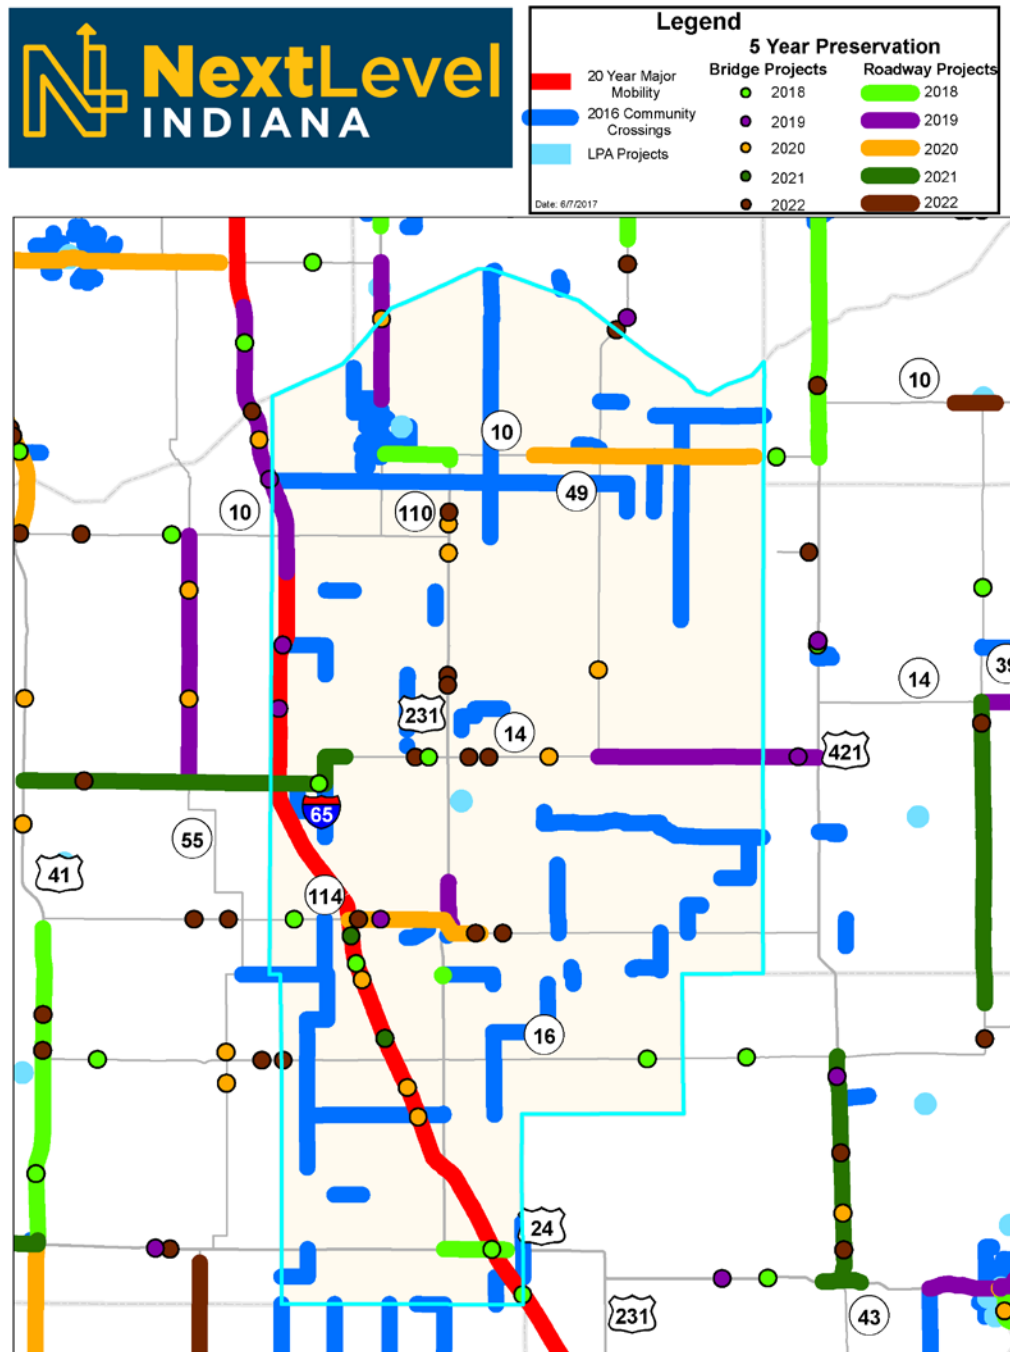 NextLevel
INDIANA
Legend
5 Year Preservation
Bridge Projects
Roadway Projects
20 Year Major
Mobility
2016 Community
Crossings
LPA Projects
2018
2019
2020
2021
2022
2018
2019
2020
2021
2022
Date: 6/7/2017
10
10
49
10
110
14
39
231
14
421
65
55
41
114
16
24
231
43